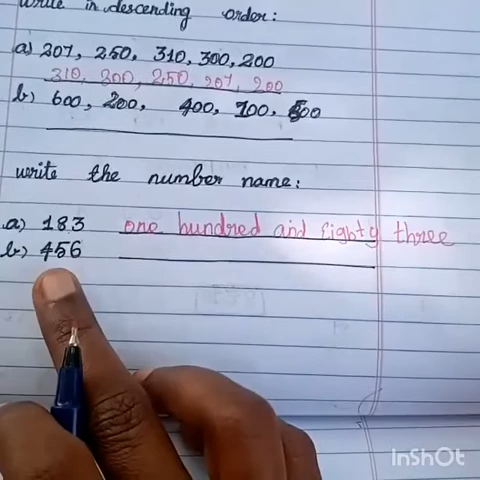 write in descending order:
a) 207, 250, 310, 300, 200
310, 300, 250, 207, 200
b) 600, 200, 400, 700, 500
write the number name:
a) 183 one hundred and Eighty three
b) 456
InShOt